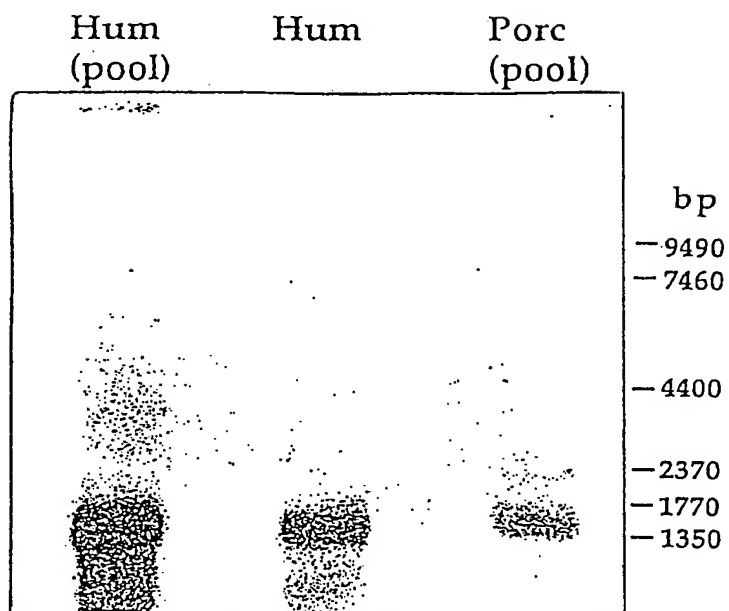 Hum Hum Porc
(pool) (pool)
bp
—9490
—7460
—4400
—2370
—1770
—1350